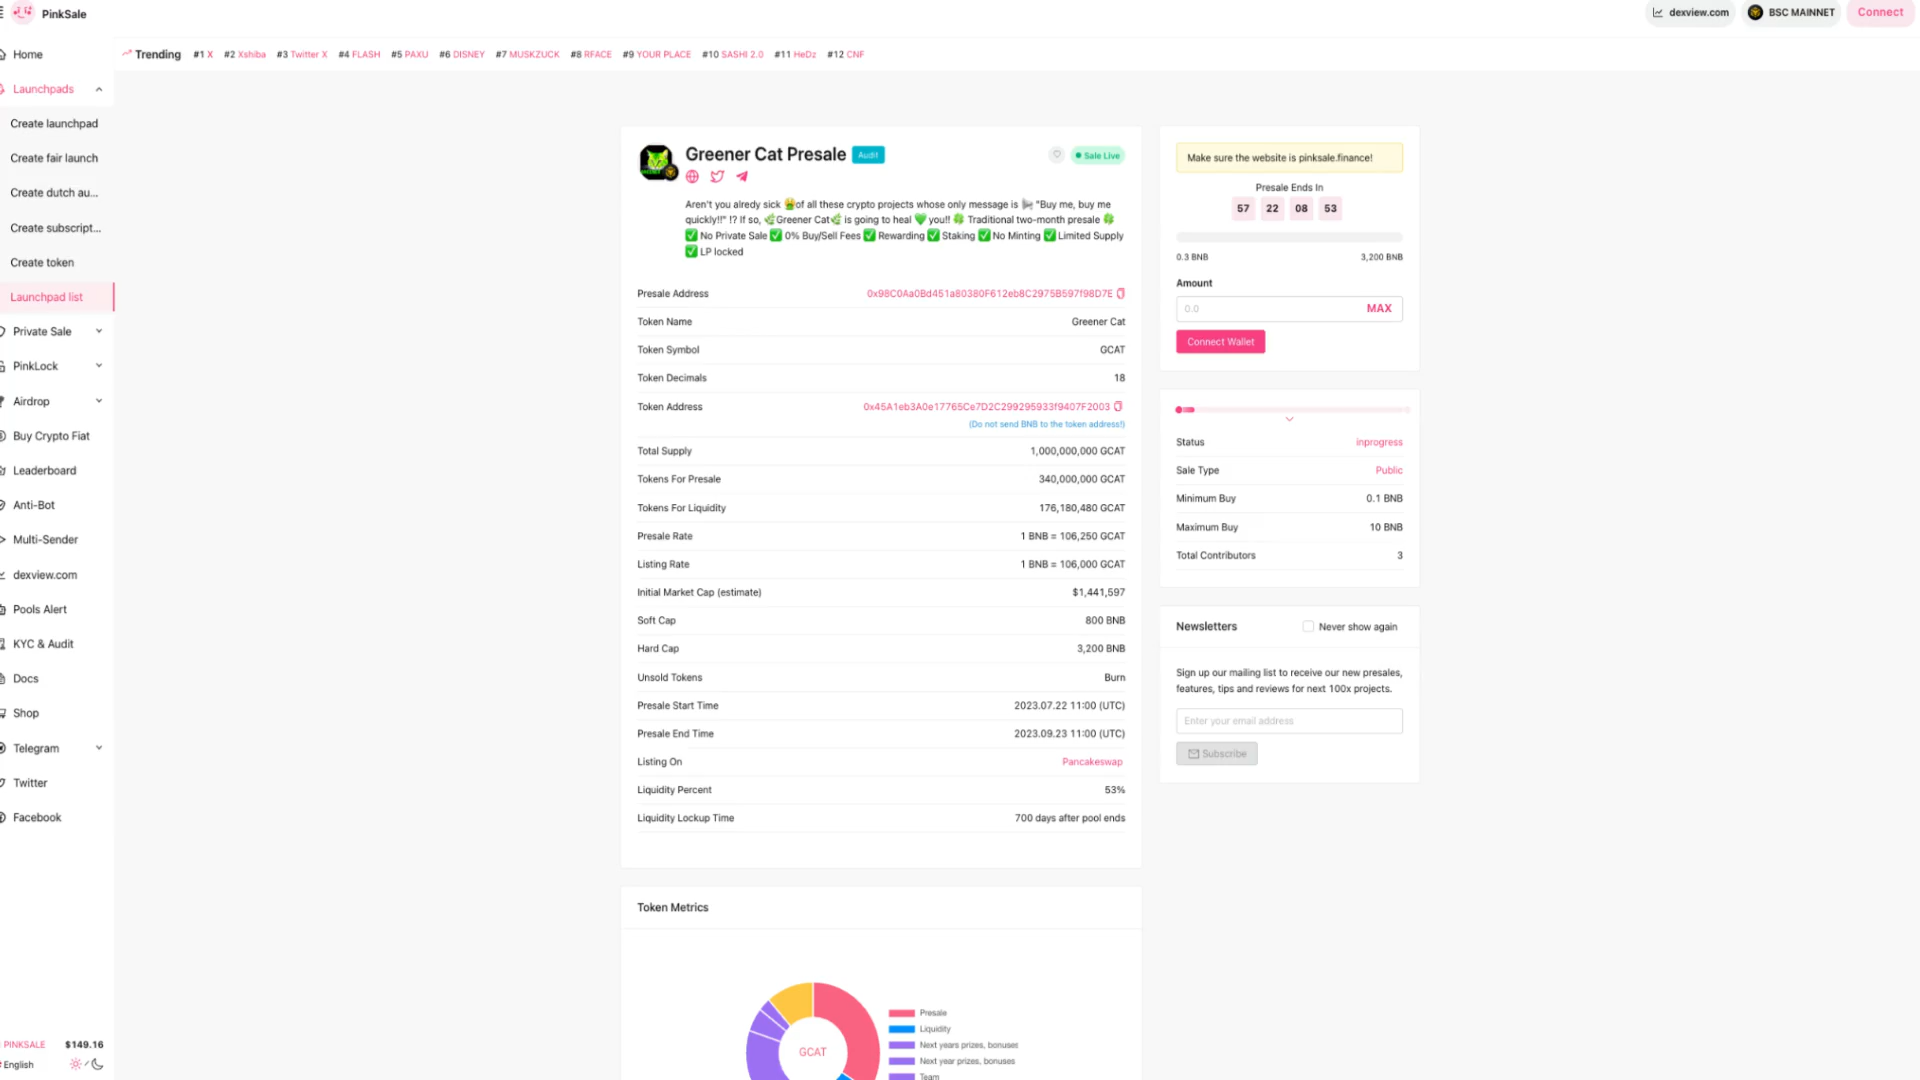 PinkSale
dexview.com
BSC MAINNET
Connect
Home
Launchpads
Create launchpad
Create fair launch
Create dutch au...
Create subscript...
Create token
Launchpad list
Private Sale
PinkLock
Airdrop
Buy Crypto Fiat
Leaderboard
Anti-Bot
Multi-Sender
dexview.com
Pools Alert
KYC & Audit
Docs
Shop
Telegram
Twitter
Facebook
PINKSALE $149.16
English
Trending #1 X #2 Xshiba #3 Twitter X #4 FLASH #5 PAXU #6 DISNEY #7 MUSKZUCK #8 RFACE #9 YOUR PLACE #10 SASHI 2.0 #11 HeDz #12 CNF
Greener Cat Presale Audit
Sale Live
Aren't you alredy sick 🤮of all these crypto projects whose only message is "Buy me, buy me
quickly!!" !? If so, 🌿Greener Cat🌿 is going to heal 💚 you!! 🍀 Traditional two-month presale 🍀
✅ No Private Sale ✅ 0% Buy/Sell Fees ✅ Rewarding ✅ Staking ✅ No Minting ✅ Limited Supply
✅ LP locked
Presale Address 0x98C0Aa0Bd451a80380F612eb8C2975B597f98D7E
Token Name Greener Cat
Token Symbol GCAT
Token Decimals 18
Token Address 0x45A1eb3A0e17765Ce7D2C299295933f9407F2003
(Do not send BNB to the token address!)
Total Supply 1,000,000,000 GCAT
Tokens For Presale 340,000,000 GCAT
Tokens For Liquidity 176,180,480 GCAT
Presale Rate 1 BNB = 106,250 GCAT
Listing Rate 1 BNB = 106,000 GCAT
Initial Market Cap (estimate) $1,441,597
Soft Cap 800 BNB
Hard Cap 3,200 BNB
Unsold Tokens Burn
Presale Start Time 2023.07.22 11:00 (UTC)
Presale End Time 2023.09.23 11:00 (UTC)
Listing On Pancakeswap
Liquidity Percent 53%
Liquidity Lockup Time 700 days after pool ends
Token Metrics
GCAT
Presale
Liquidity
Next years prizes, bonuses
Next year prizes, bonuses
Team
Make sure the website is pinksale.finance!
Presale Ends In
57 22 08 53
0.3 BNB 3,200 BNB
Amount
0.0 MAX
Connect Wallet
Status inprogress
Sale Type Public
Minimum Buy 0.1 BNB
Maximum Buy 10 BNB
Total Contributors 3
Newsletters Never show again
Sign up our mailing list to receive our new presales,
features, tips and reviews for next 100x projects.
Enter your email address
Subscribe